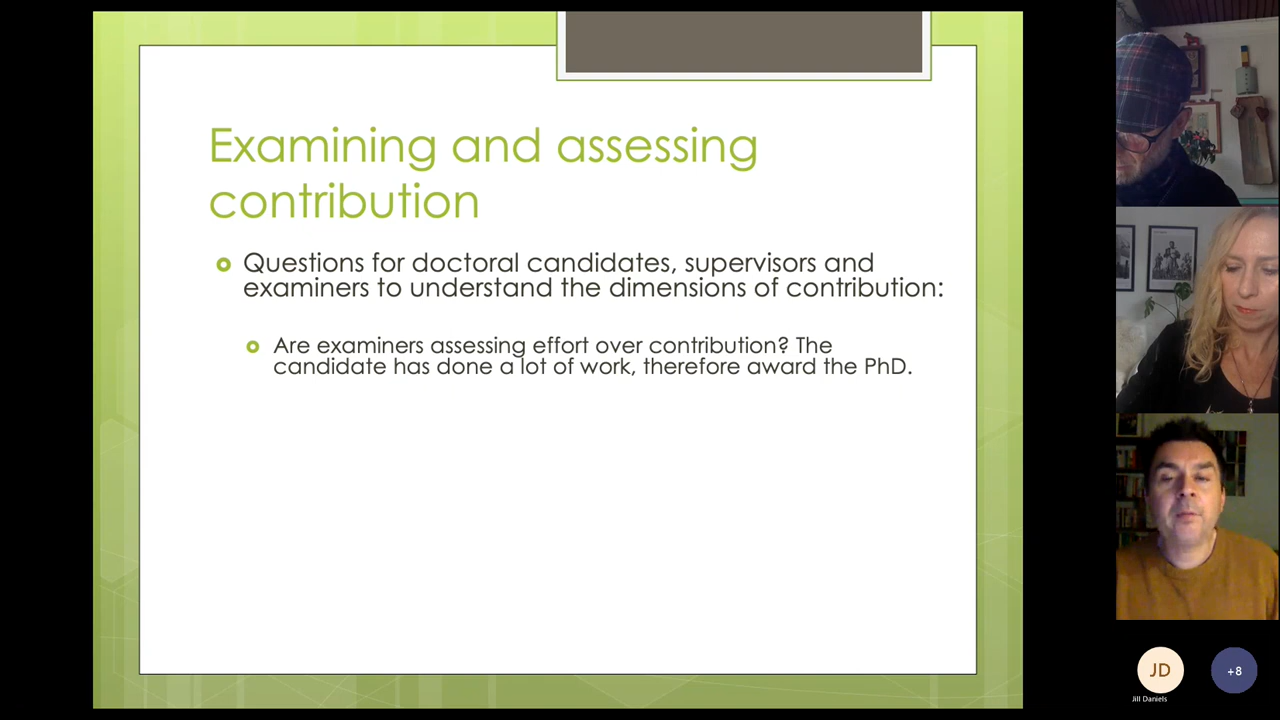 Examining and assessing
contribution
Questions for doctoral candidates, supervisors and
examiners to understand the dimensions of contribution:
Are examiners assessing effort over contribution? The
candidate has done a lot of work, therefore award the PhD.
JD
+8
Jill Daniels